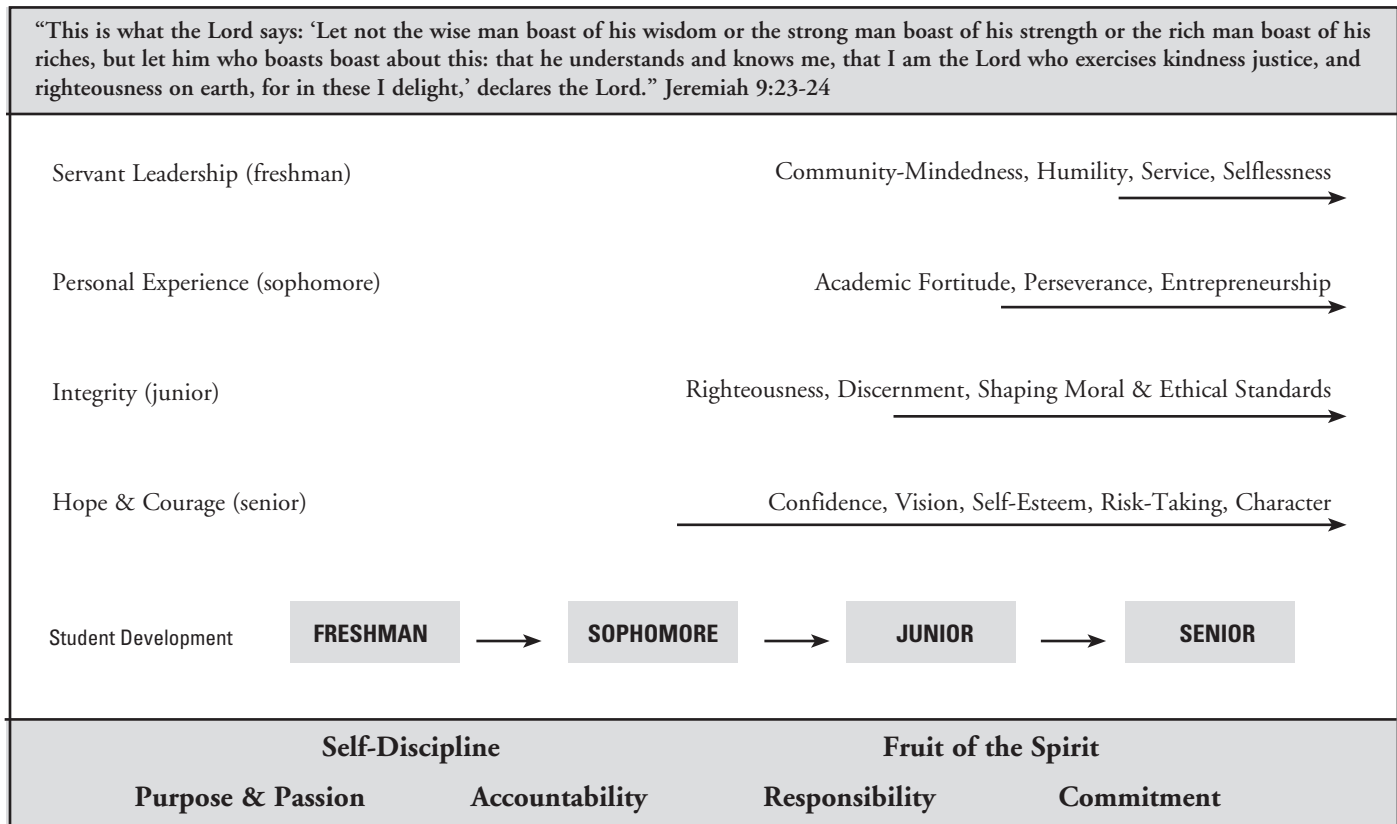 “This is what the Lord says: ‘Let not the wise man boast of his wisdom or the strong man boast of his strength or the rich man boast of his
riches, but let him who boasts boast about this: that he understands and knows me, that I am the Lord who exercises kindness justice, and
righteousness on earth, for in these I delight,’ declares the Lord.” Jeremiah 9:23-24
Servant Leadership (freshman) Community-Mindedness, Humility, Service, Selflessness
Personal Experience (sophomore) Academic Fortitude, Perseverance, Entrepreneurship
Integrity (junior) Righteousness, Discernment, Shaping Moral & Ethical Standards
Hope & Courage (senior) Confidence, Vision, Self-Esteem, Risk-Taking, Character
Student Development FRESHMAN SOPHOMORE JUNIOR SENIOR
Self-Discipline Fruit of the Spirit
Purpose & Passion Accountability Responsibility Commitment